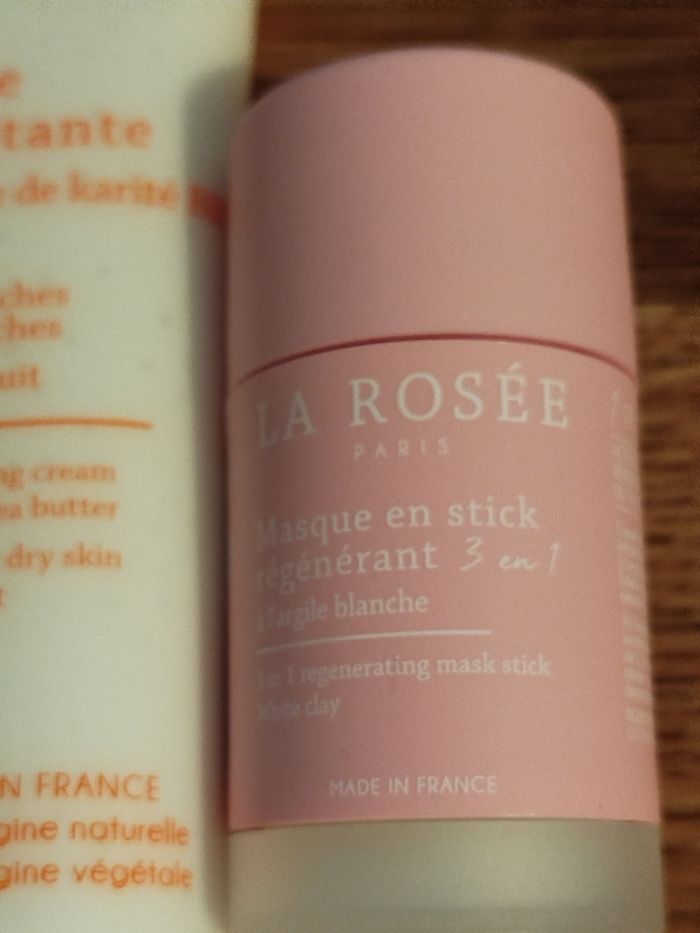 e
tante
e de karité
ches
ches
uit
ng cream
ea butter
dry skin
t
N FRANCE
gine naturelle
gine végétale
LA ROSÉE
PARIS
Masque en stick
régénérant 3 en 1
à l'argile blanche
3 in 1 regenerating mask stick
White clay
MADE IN FRANCE